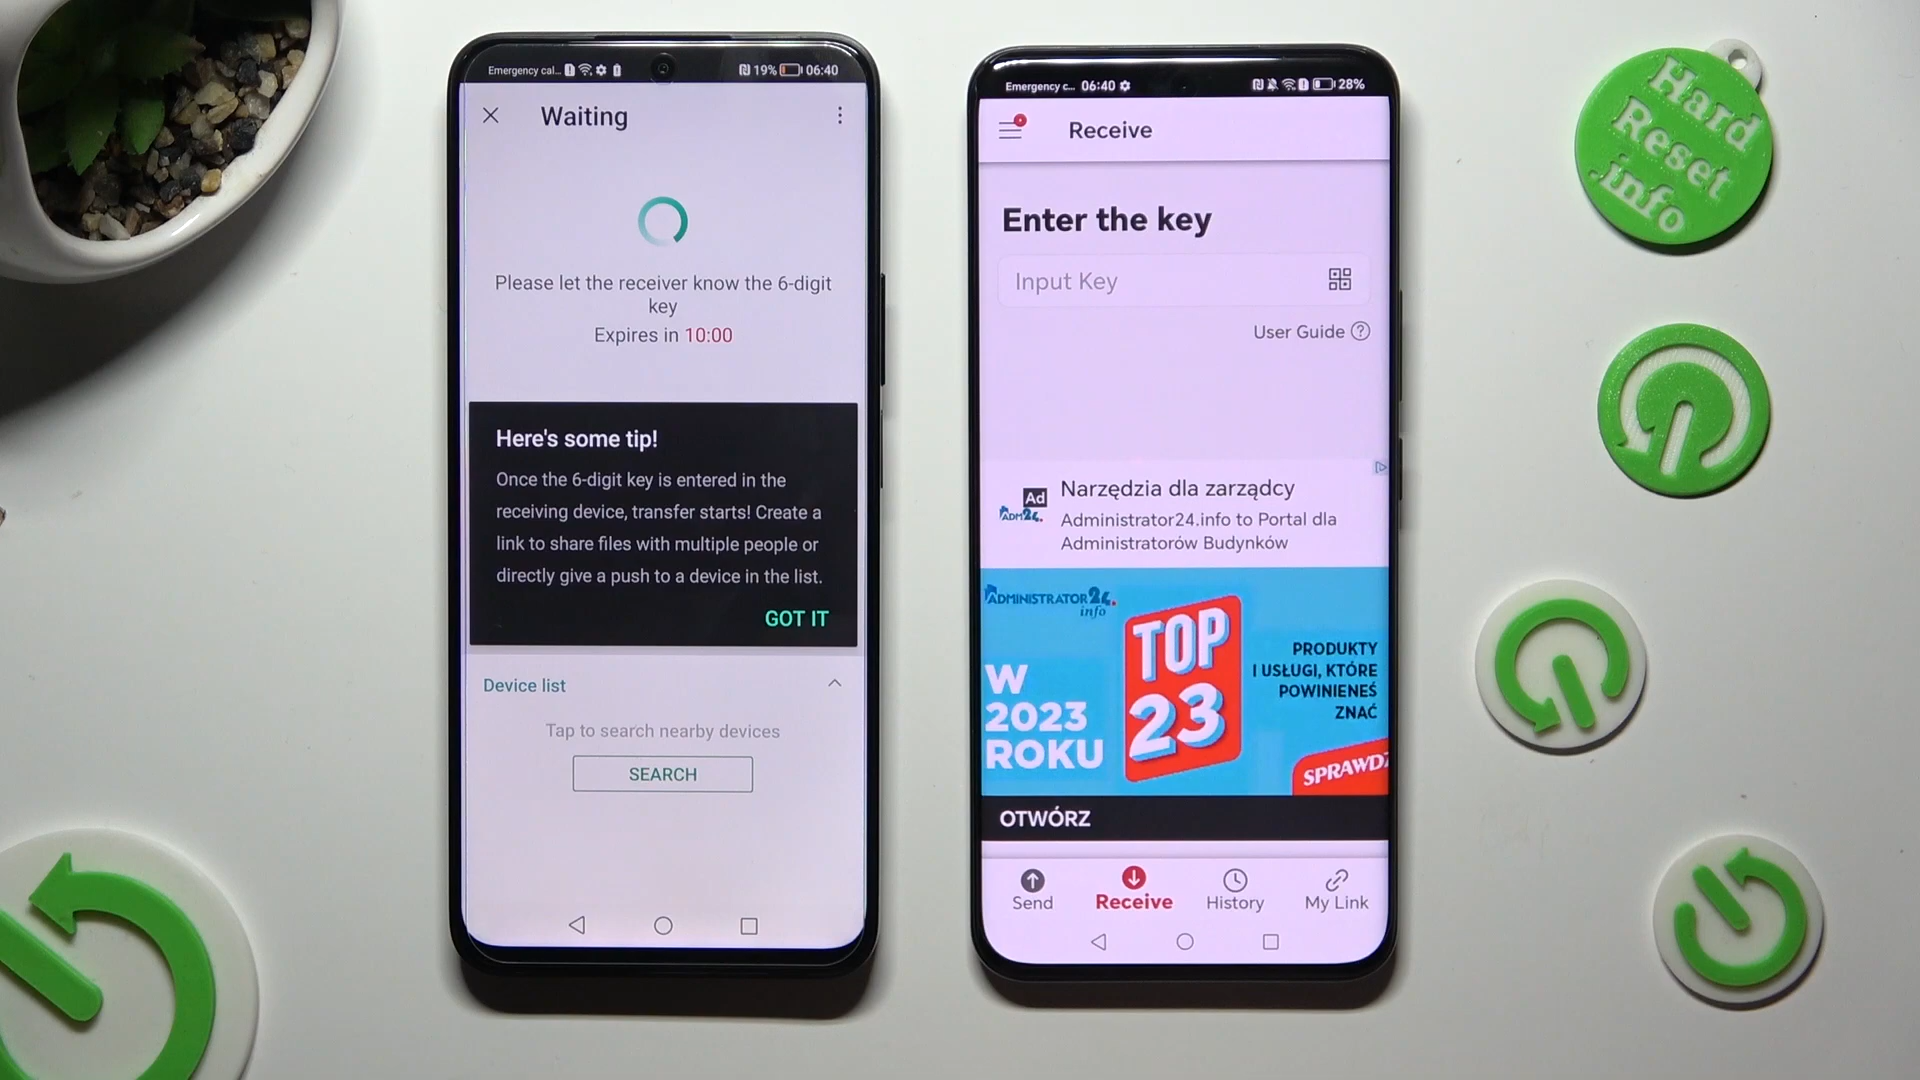 Emergency cal...
19%
06:40
Waiting
Please let the receiver know the 6-digit
key
Expires in 10:00
Here's some tip!
Once the 6-digit key is entered in the
receiving device, transfer starts! Create a
link to share files with multiple people or
directly give a push to a device in the list.
GOT IT
Device list
Tap to search nearby devices
SEARCH
Emergency c... 06:40
28%
Receive
Enter the key
Input Key
User Guide
Ad
ADM24.
Narzędzia dla zarządcy
Administrator24.info to Portal dla
Administratorów Budynków
ADMINISTRATOR24.
info
TOP
23
W
2023
ROKU
PRODUKTY
I USŁUGI, KTÓRE
POWINIENEŚ
ZNAĆ
SPRAWDŹ
OTWÓRZ
Send
Receive
History
My Link
Hard
Reset
.info